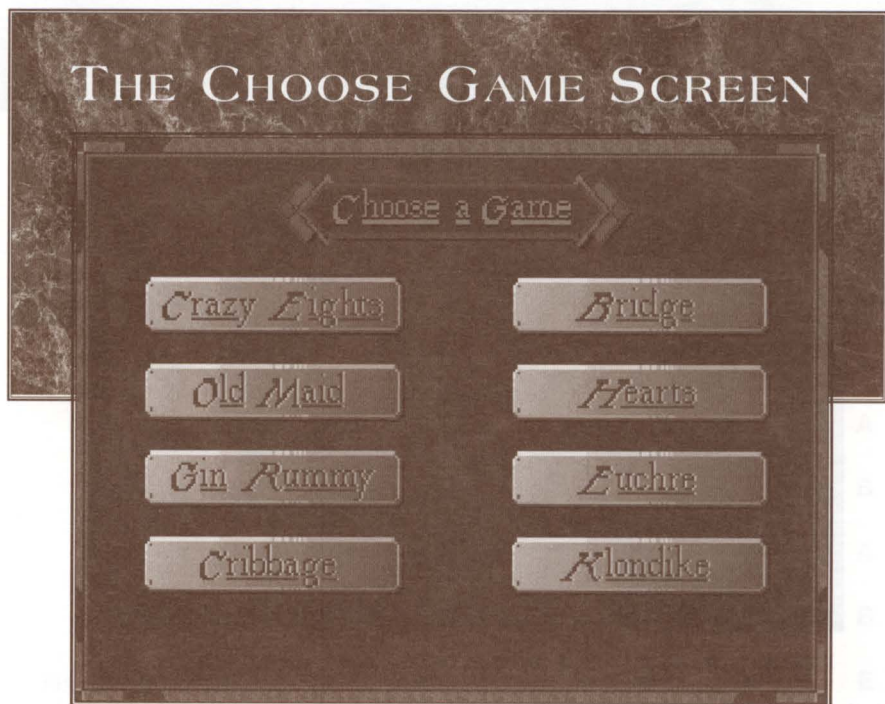 THE CHOOSE GAME SCREEN
Choose a Game
Crazy Eights
Old Maid
Gin Rummy
Cribbage
Bridge
Hearts
Euchre
Klondike